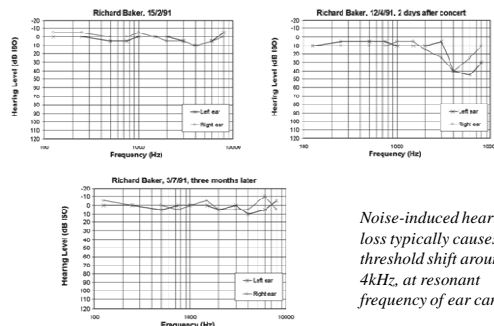 Richard Baker, 15/2/91
Hearing Level (dB ISO)
-20
-10
0
10
20
30
40
50
60
70
80
90
100
110
120
Left ear
Right ear
100
1000
10000
Frequency (Hz)
Richard Baker, 12/4/91, 2 days after concert
Hearing Level (dB ISO)
-20
-10
0
10
20
30
40
50
60
70
80
90
100
110
120
Left ear
Right ear
100
1000
10000
Frequency (Hz)
Richard Baker, 3/7/91, three months later
Hearing Level (dB ISO)
-20
-10
0
10
20
30
40
50
60
70
80
90
100
110
120
Left ear
Right ear
100
1000
10000
Frequency (Hz)
Noise-induced hear
loss typically causes
threshold shift aroun
4kHz, at resonant
frequency of ear can